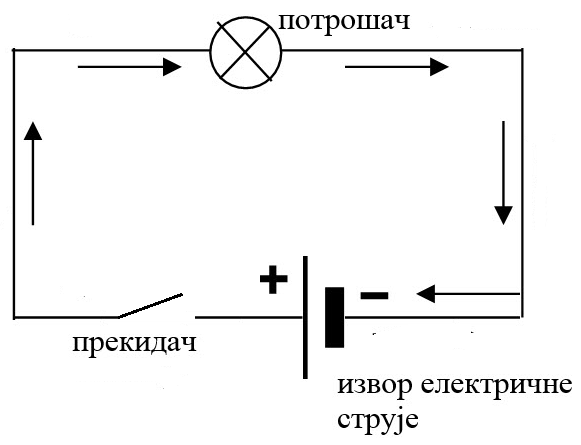 потрошач
+ −
прекидач
извор електричне
струје